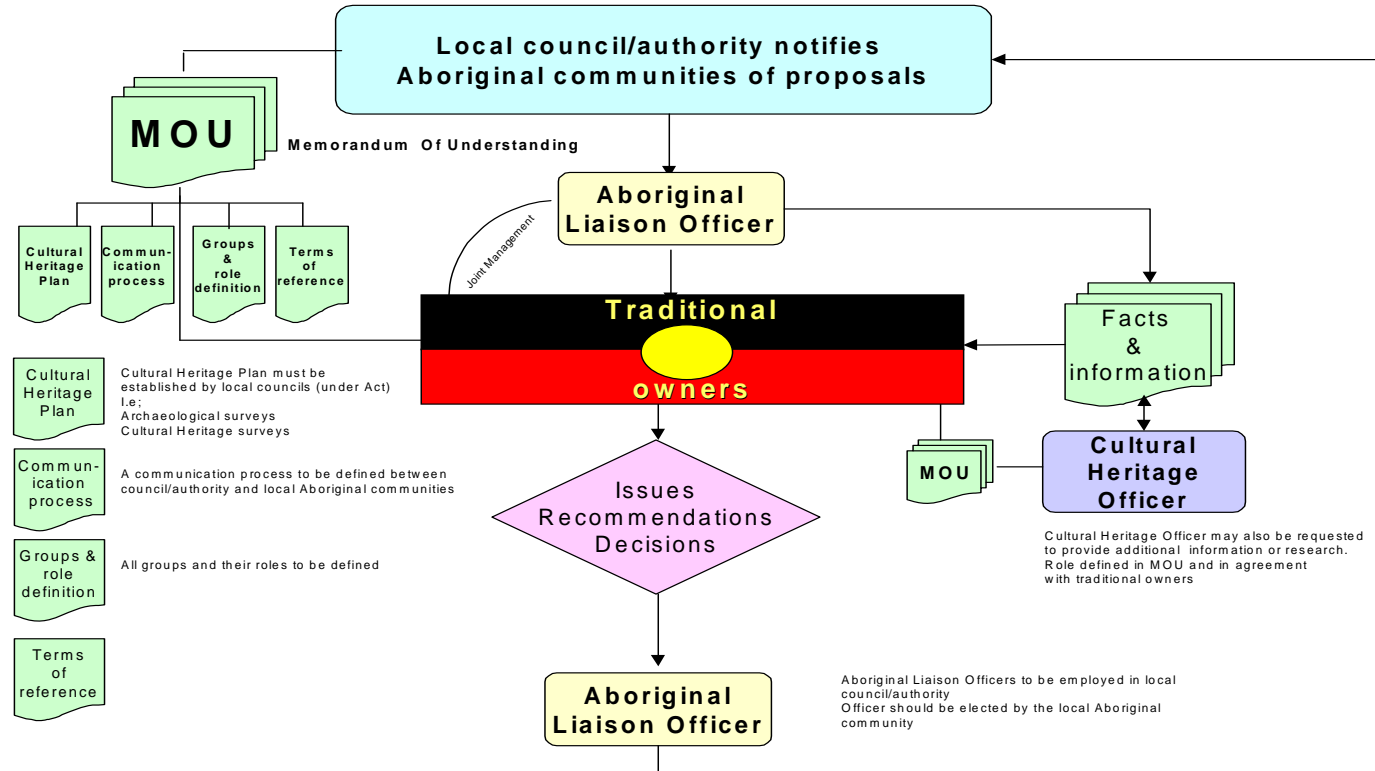 Local council/authority notifies
Aboriginal communities of proposals
MOU
Memorandum Of Understanding
Aboriginal
Liaison Officer
Joint Management
Cultural
Heritage
Plan
Commun-
ication
process
Groups
&
role
definition
Terms
of
reference
Traditional
owners
Facts
&
information
Cultural
Heritage
Plan
Cultural Heritage Plan must be
established by local councils (under Act)
I.e;
Archaeological surveys
Cultural Heritage surveys
MOU
Cultural
Heritage
Officer
Commun-
ication
process
A communication process to be defined between
council/authority and local Aboriginal communities
Issues
Recommendations
Decisions
Cultural Heritage Officer may also be requested
to provide additional information or research.
Role defined in MOU and in agreement
with traditional owners
Groups &
role
definition
All groups and their roles to be defined
Terms
of
reference
Aboriginal
Liaison Officer
Aboriginal Liaison Officers to be employed in local
council/authority
Officer should be elected by the local Aboriginal
community